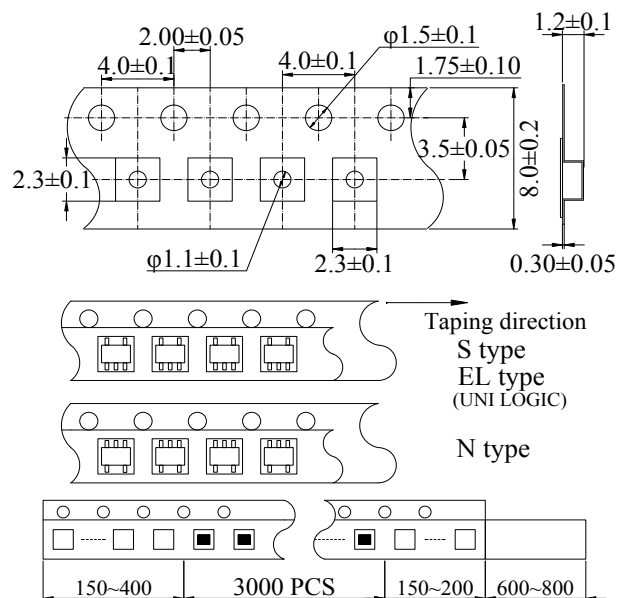 2.00±0.05
φ1.5±0.1
1.2±0.1
4.0±0.1
4.0±0.1
1.75±0.10
3.5±0.05
8.0±0.2
2.3±0.1
φ1.1±0.1
2.3±0.1
0.30±0.05
Taping direction
S type
EL type
(UNI LOGIC)
N type
150~400
3000 PCS
150~200
600~800